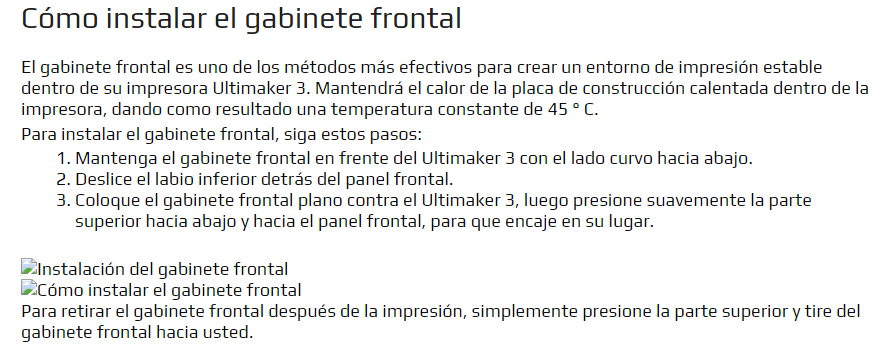 Cómo instalar el gabinete frontal
El gabinete frontal es uno de los métodos más efectivos para crear un entorno de impresión estable
dentro de su impresora Ultimaker 3. Mantendrá el calor de la placa de construcción calentada dentro de la
impresora, dando como resultado una temperatura constante de 45 ° C.
Para instalar el gabinete frontal, siga estos pasos:
1. Mantenga el gabinete frontal en frente del Ultimaker 3 con el lado curvo hacia abajo.
2. Deslice el labio inferior detrás del panel frontal.
3. Coloque el gabinete frontal plano contra el Ultimaker 3, luego presione suavemente la parte
superior hacia abajo y hacia el panel frontal, para que encaje en su lugar.
Instalación del gabinete frontal
Cómo instalar el gabinete frontal
Para retirar el gabinete frontal después de la impresión, simplemente presione la parte superior y tire del
gabinete frontal hacia usted.